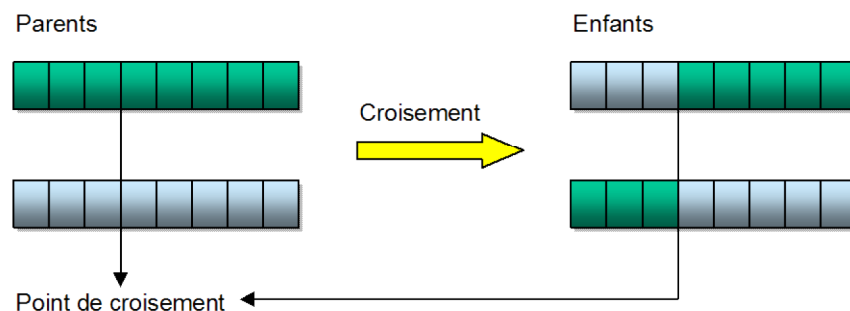 Parents
Enfants
Croisement
Point de croisement